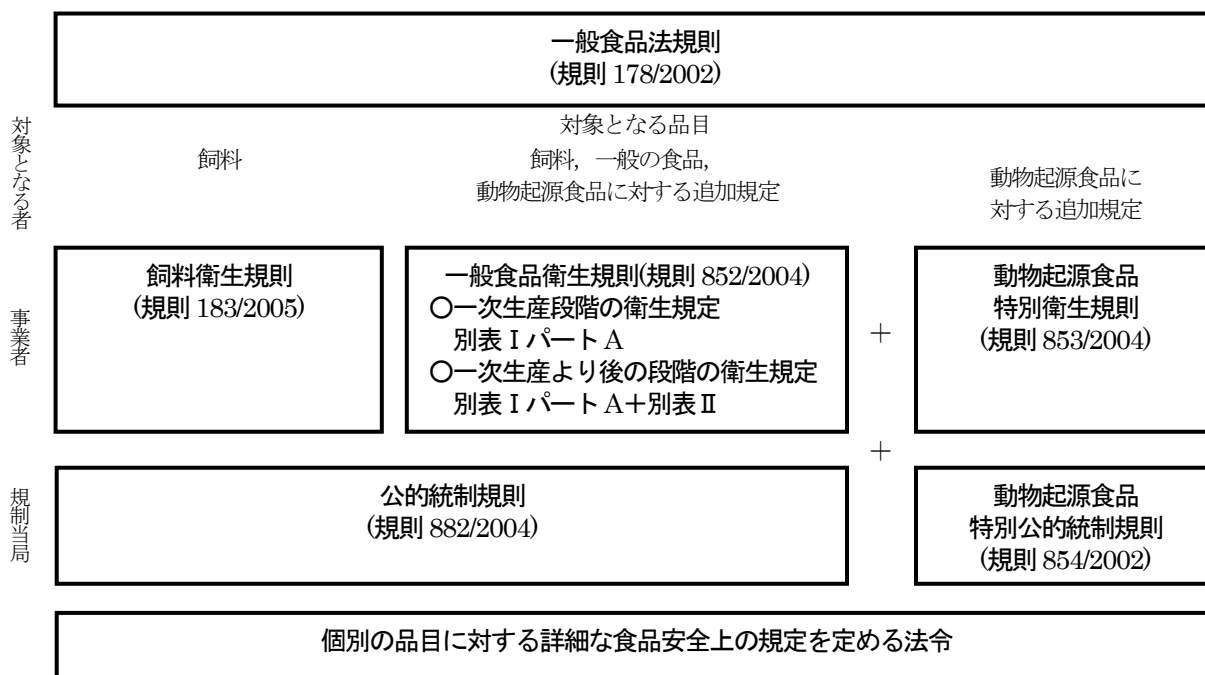 一般食品法規則
(規則 178/2002)
対象となる者
対象となる品目
飼料
飼料，一般の食品，
動物起源食品に対する追加規定
動物起源食品に
対する追加規定
事業者
飼料衛生規則
(規則 183/2005)
一般食品衛生規則(規則 852/2004)
〇一次生産段階の衛生規定
別表Ⅰパート A
〇一次生産より後の段階の衛生規定
別表Ⅰパート A＋別表Ⅱ
＋
動物起源食品
特別衛生規則
(規則 853/2004)
＋
規制当局
公的統制規則
(規則 882/2004)
動物起源食品
特別公的統制規則
(規則 854/2002)
個別の品目に対する詳細な食品安全上の規定を定める法令